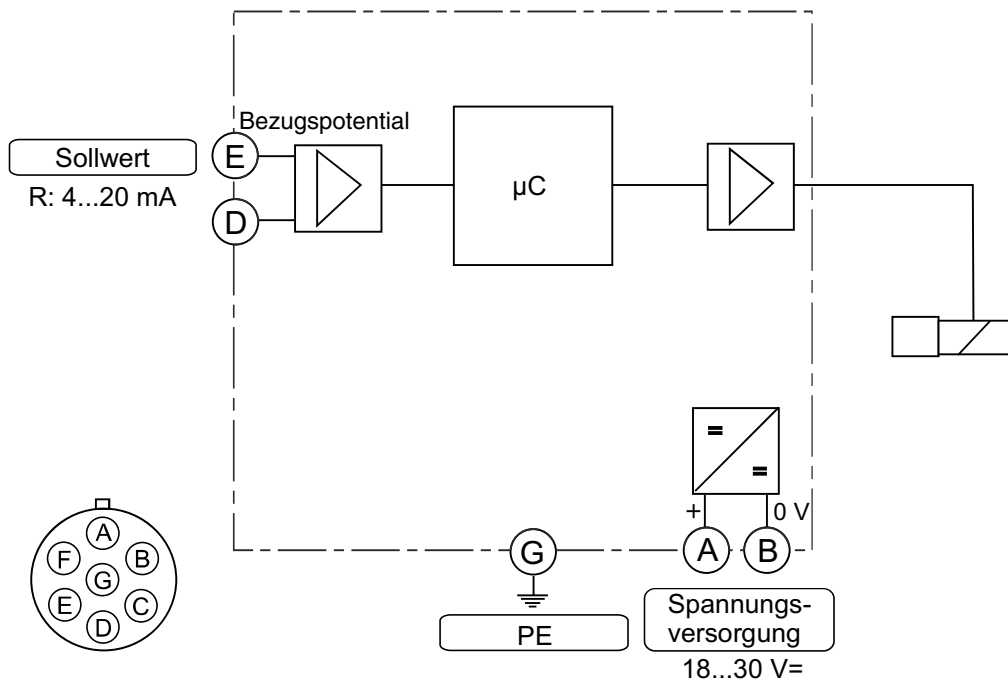 Bezugspotential
E
Sollwert
R: 4...20 mA
D
µC
+
0 V
G
A
B
PE
Spannungs-
versorgung
18...30 V=
A
F
B
G
E
C
D